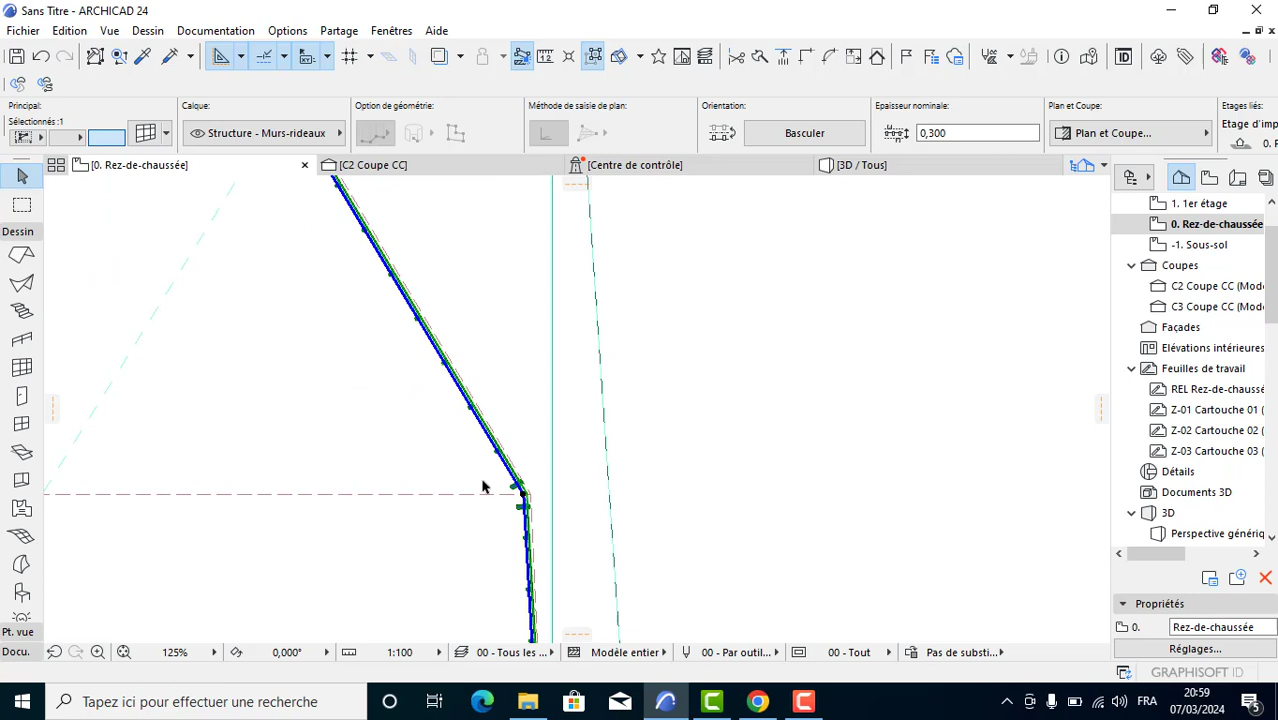 Sans Titre - ARCHICAD 24
Fichier Edition Vue Dessin Documentation Options Partage Fenêtres Aide
Principal:
Sélectionnés :1
Calque:
Structure - Murs-rideaux
Option de géométrie:
Méthode de saisie de plan:
Orientation:
Basculer
Epaisseur nominale:
0,300
Plan et Coupe:
Plan et Coupe...
Etages liés:
Etage d'imp
0. R
[0. Rez-de-chaussée]
[C2 Coupe CC]
[Centre de contrôle]
[3D / Tous]
Dessin
Pt. vue
Docu.
1. 1er étage
0. Rez-de-chaussée
-1. Sous-sol
Coupes
C2 Coupe CC (Mod
C3 Coupe CC (Mod
Façades
Elévations intérieures
Feuilles de travail
REL Rez-de-chaussé
Z-01 Cartouche 01 (
Z-02 Cartouche 02 (
Z-03 Cartouche 03 (
Détails
Documents 3D
3D
Perspective génériq
Propriétés
0.
Rez-de-chaussée
Réglages...
125%
0,000°
1:100
00 - Tous les ...
Modèle entier
00 - Par outil...
00 - Tout
Pas de substi...
GRAPHISOFT ID
Tapez ici pour effectuer une recherche
FRA
20:59
07/03/2024
5